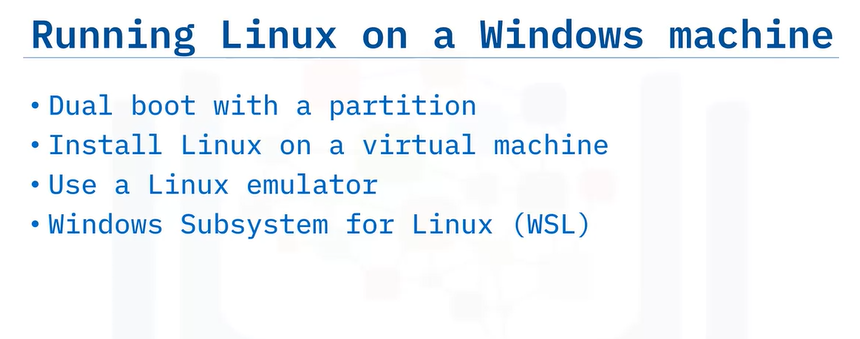 Running Linux on a Windows machine
• Dual boot with a partition
• Install Linux on a virtual machine
• Use a Linux emulator
• Windows Subsystem for Linux (WSL)